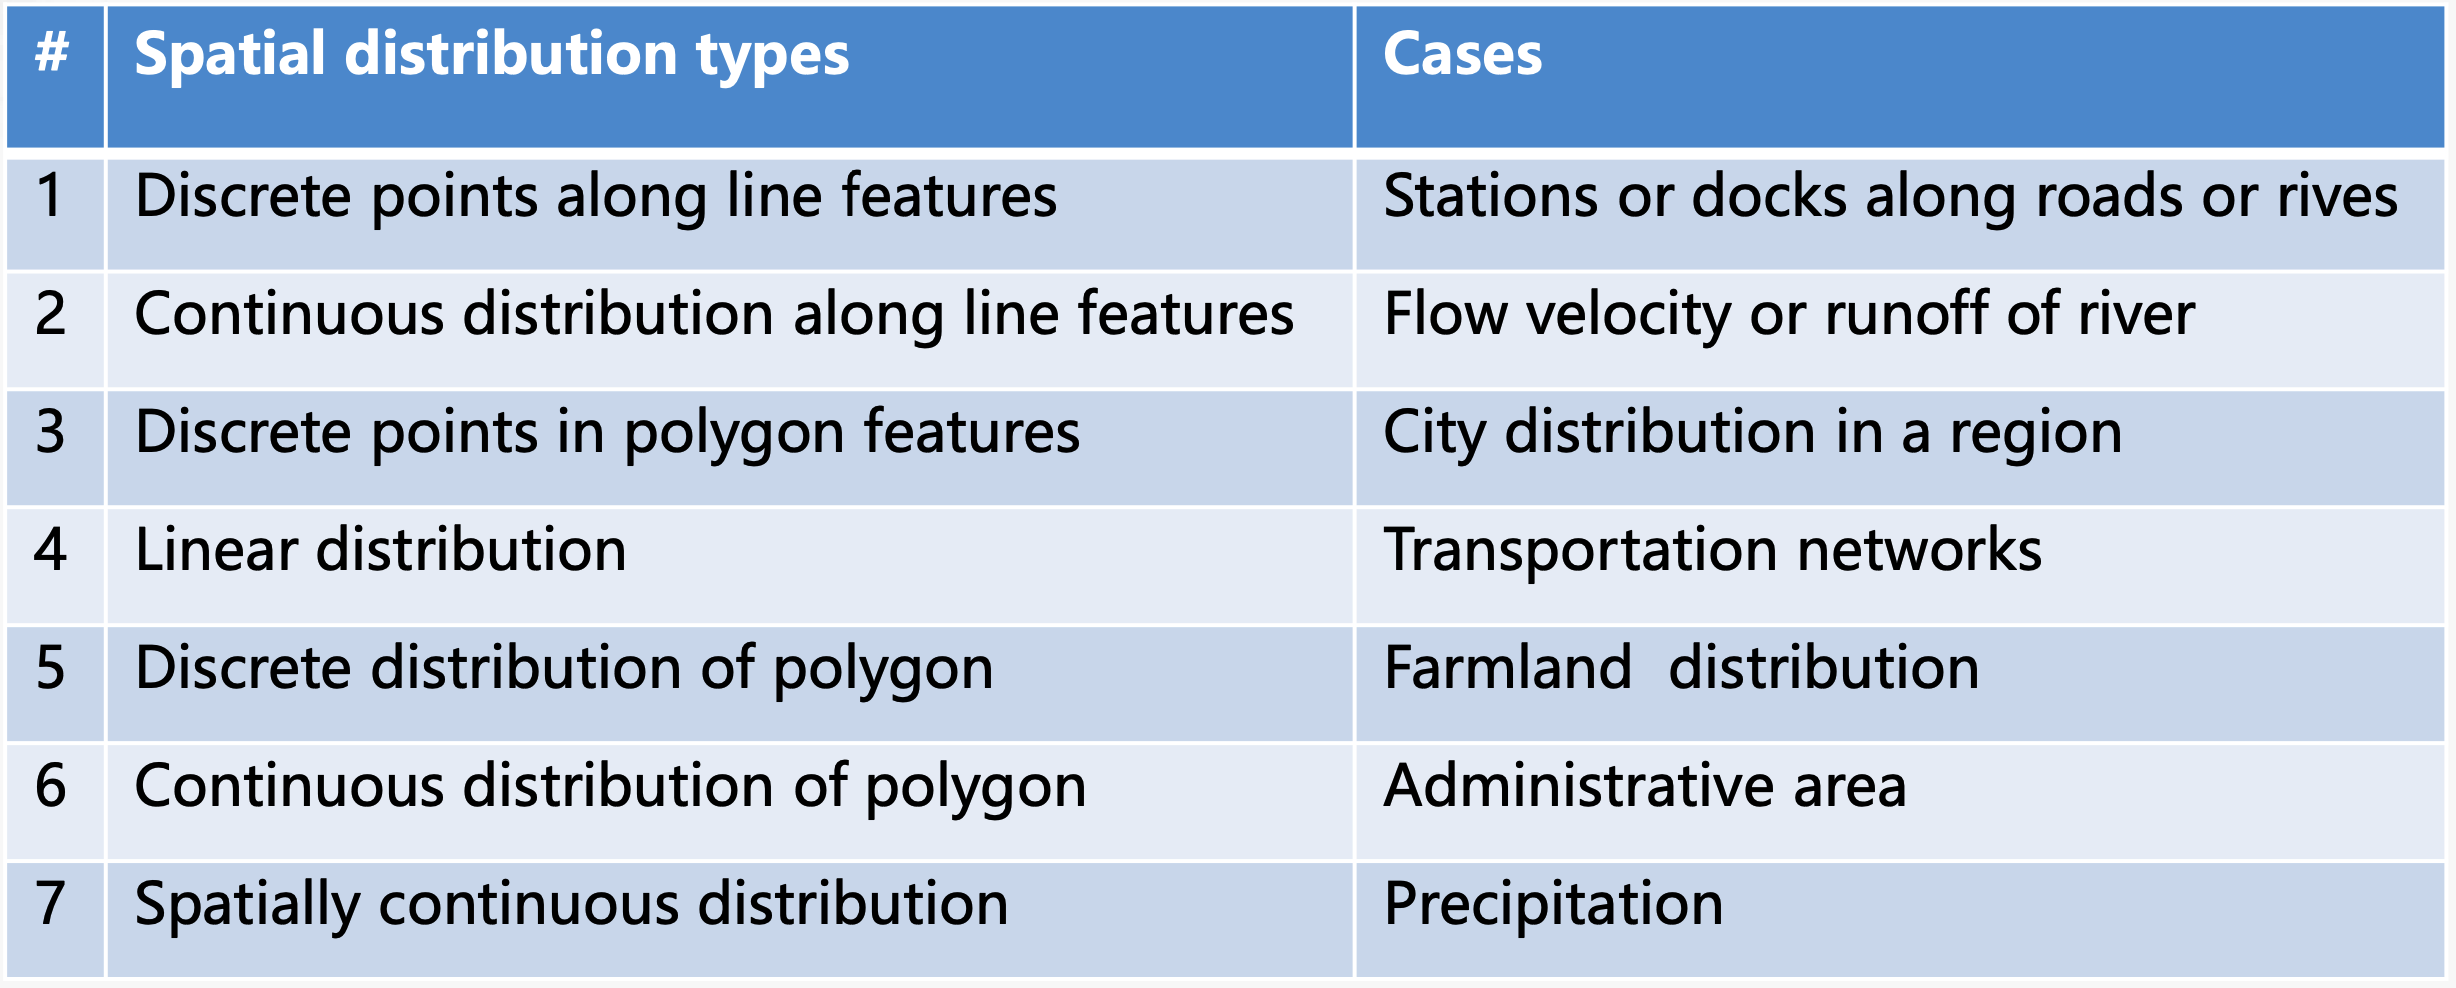 # Spatial distribution types Cases
1 Discrete points along line features Stations or docks along roads or rives
2 Continuous distribution along line features Flow velocity or runoff of river
3 Discrete points in polygon features City distribution in a region
4 Linear distribution Transportation networks
5 Discrete distribution of polygon Farmland  distribution
6 Continuous distribution of polygon Administrative area
7 Spatially continuous distribution Precipitation